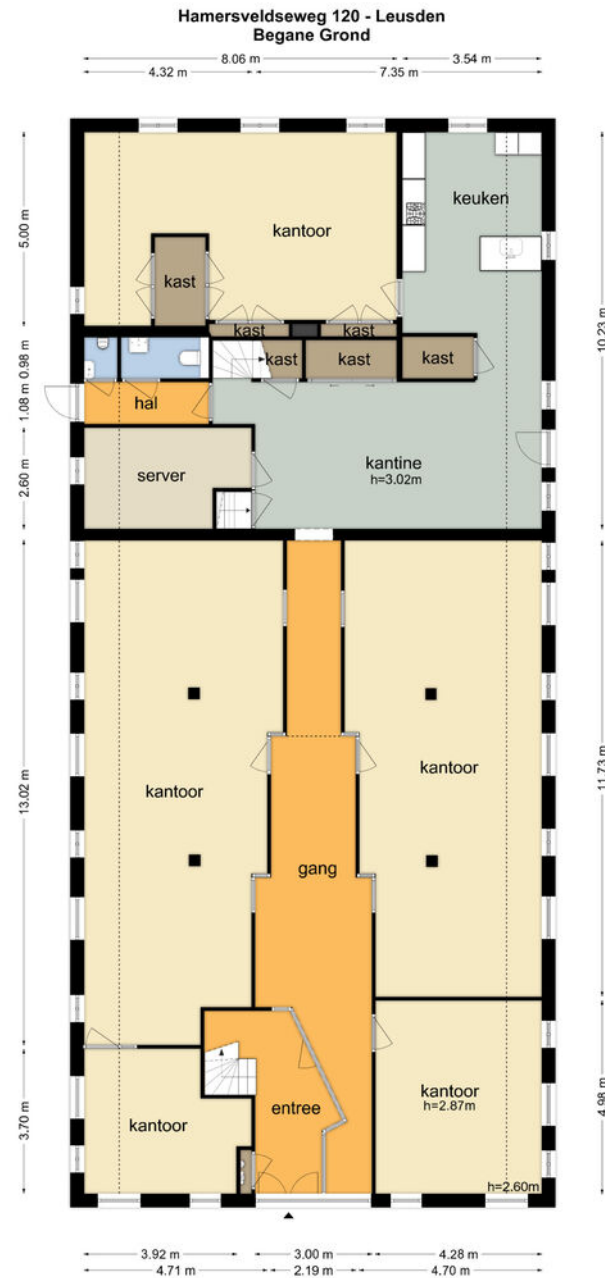 Hamersveldseweg 120 - Leusden
Begane Grond
8.06 m
3.54 m
4.32 m
7.35 m
5.00 m
0.98 m
1.08 m
2.60 m
13.02 m
3.70 m
10.23 m
11.73 m
4.98 m
keuken
kantoor
kast
kast
kast
kast
kast
kast
hal
server
kantine
h=3.02m
kantoor
kantoor
gang
entree
kantoor
kantoor
h=2.87m
h=2.60m
3.92 m
3.00 m
4.28 m
4.71 m
2.19 m
4.70 m